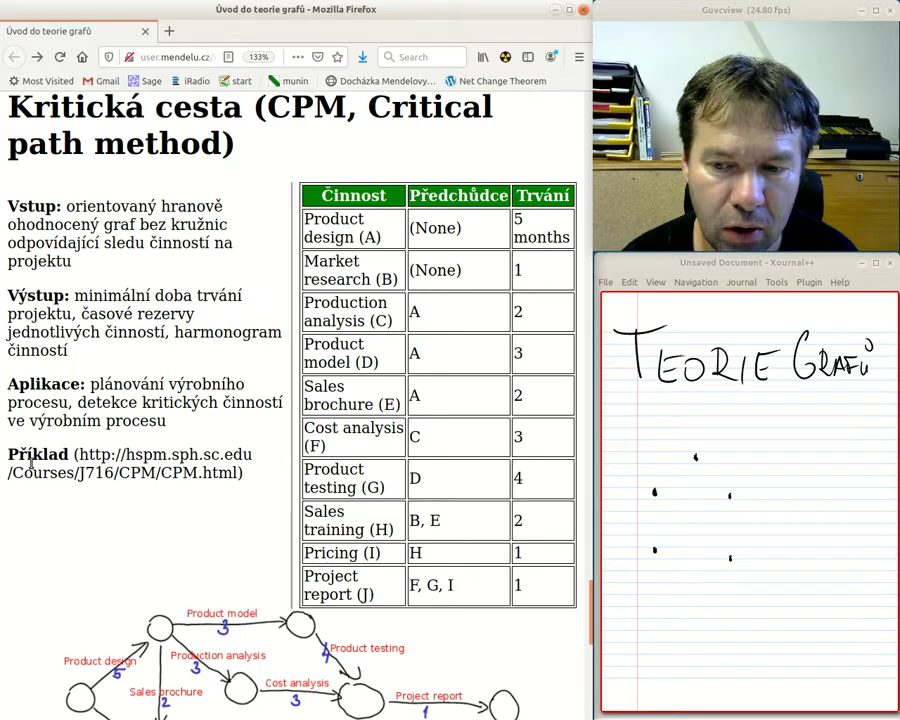 Úvod do teorie grafů - Mozilla Firefox
Úvod do teorie grafů
user.mendelu.cz/
133%
Search
Most Visited
Gmail
Sage
iRadio
start
munin
Docházka Mendelovy…
Net Change Theorem
Kritická cesta (CPM, Critical
path method)
Vstup: orientovaný hranově
ohodnocený graf bez kružnic
odpovídající sledu činností na
projektu
Výstup: minimální doba trvání
projektu, časové rezervy
jednotlivých činností, harmonogram
činností
Aplikace: plánování výrobního
procesu, detekce kritických činností
ve výrobním procesu
Příklad (http://hspm.sph.sc.edu
/Courses/J716/CPM/CPM.html)
Činnost Předchůdce Trvání
Product
design (A) (None) 5
months
Market
research (B) (None) 1
Production
analysis (C) A 2
Product
model (D) A 3
Sales
brochure (E) A 2
Cost analysis
(F) C 3
Product
testing (G) D 4
Sales
training (H) B, E 2
Pricing (I) H 1
Project
report (J) F, G, I 1
Product model
3
Product testing
4
Product design
5
Production analysis
3
Sales brochure
2
Cost analysis
3
Project report
1
Guvcview (24.80 fps)
Unsaved Document - Xournal++
File Edit View Navigation Journal Tools Plugin Help
TEORIE GRAFŮ